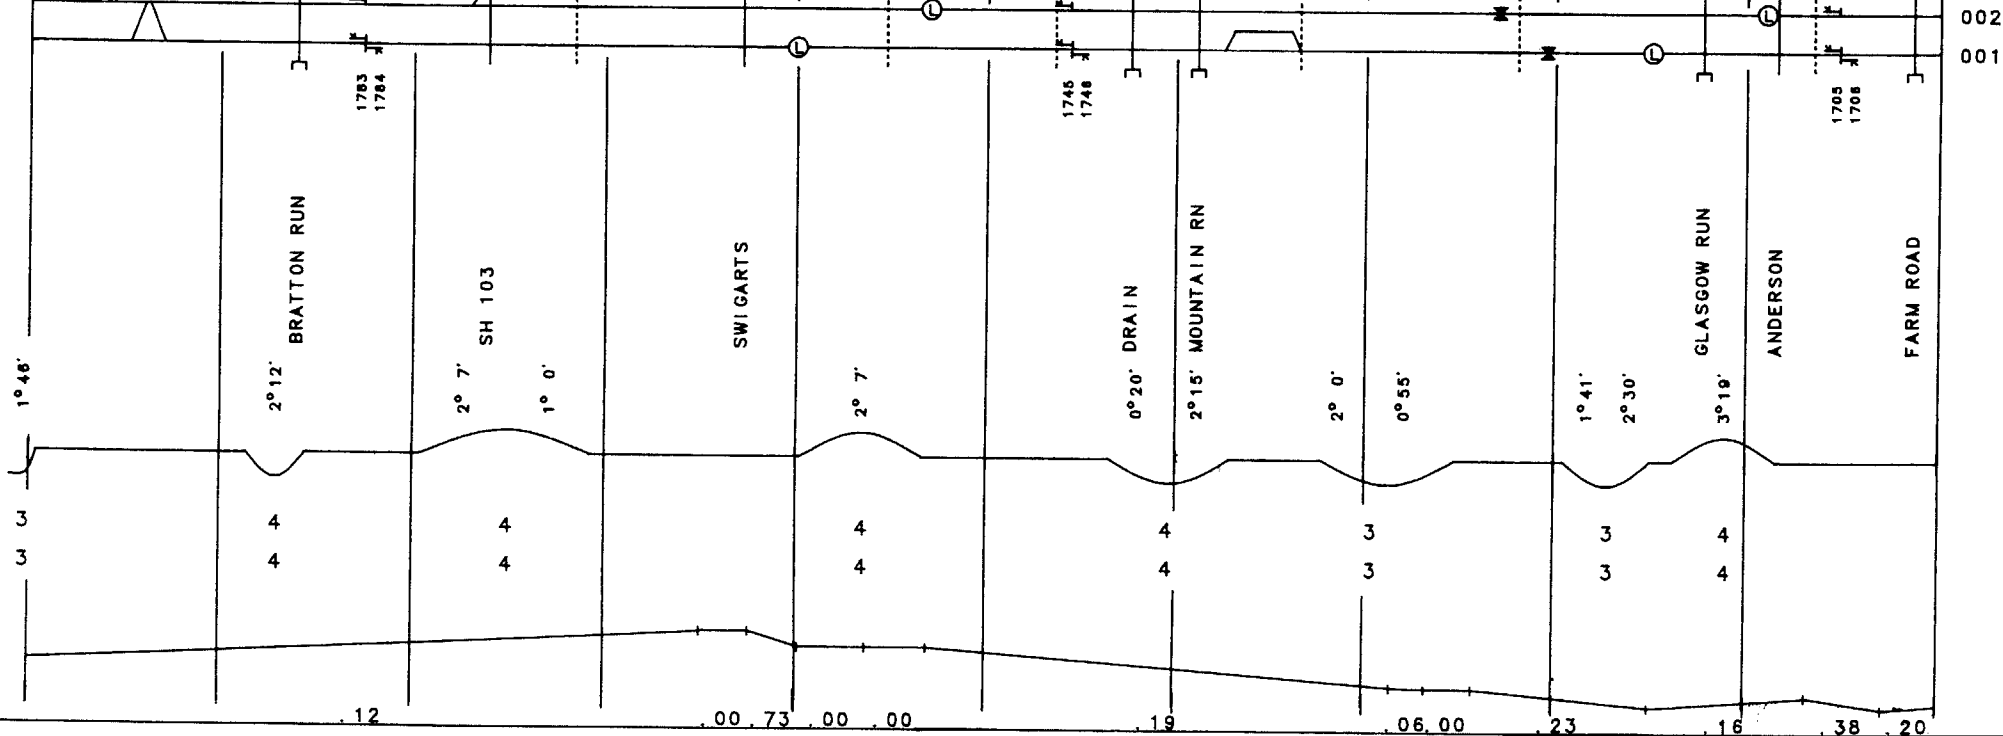 L L 002
L L 001
1783
1784
1745
1746
1705
1706
BRATTON RUN
SH 103
SWIGARTS
DRAIN
MOUNTAIN RN
GLASGOW RUN
ANDERSON
FARM ROAD
1° 46' 2° 12' 2° 7' 1° 0' 2° 7' 0° 20' 2° 15' 2° 0' 0° 55' 1° 41' 2° 30' 3° 19'
3 4 4 4 4 3 3 4
3 4 4 4 4 3 3 4
.12 .00 .73 .00 .00 .19 .06 .00 .23 .16 .38 .20